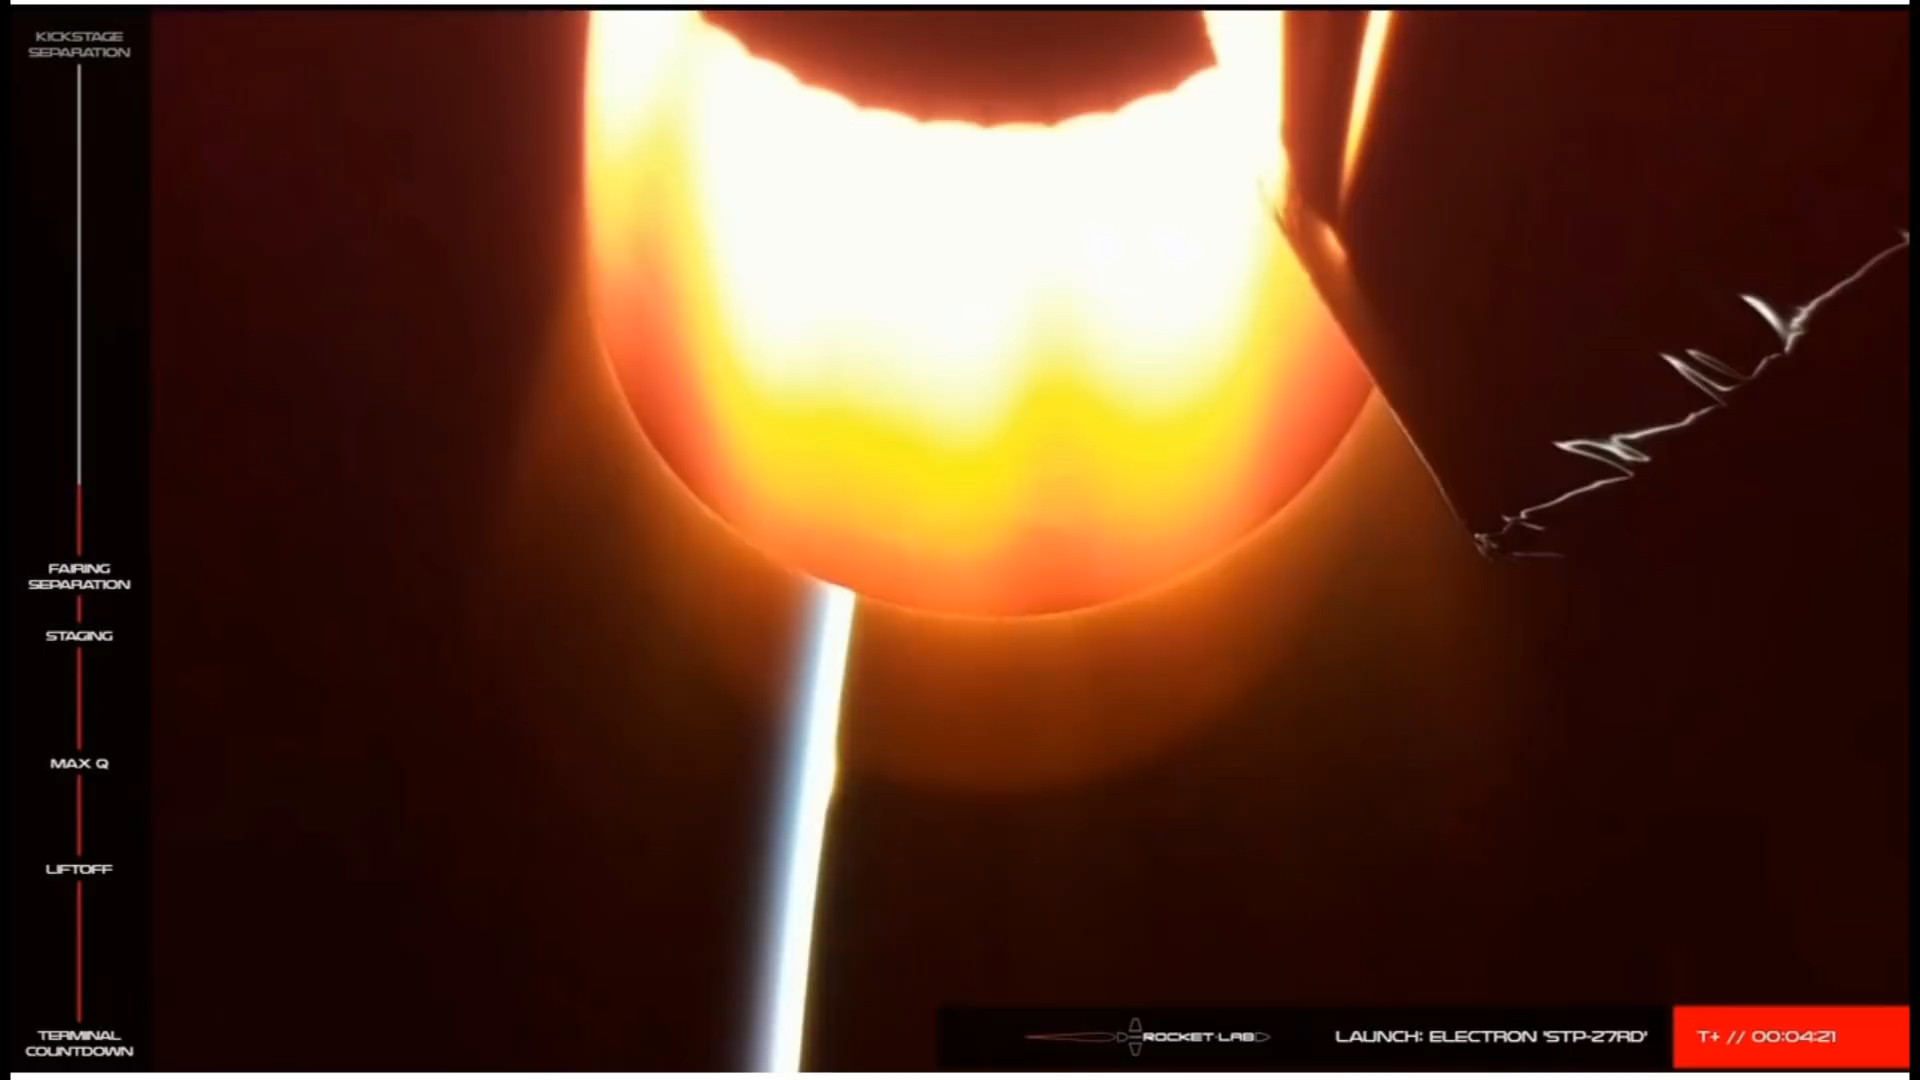 KICKSTAGE
SEPARATION
FAIRING
SEPARATION
STAGING
MAX Q
LIFTOFF
TERMINAL
COUNTDOWN
ROCKET LAB
LAUNCH: ELECTRON 'STP-27RD'
T+ // 00:04:21